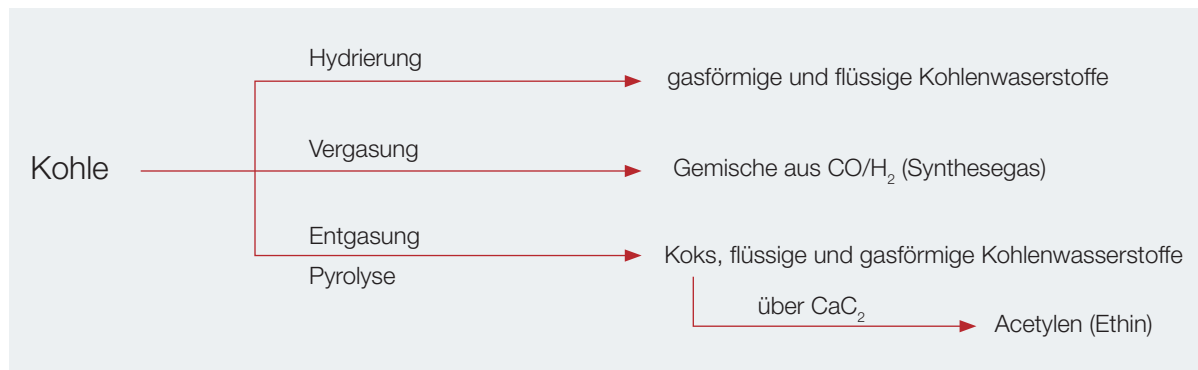 Hydrierung
gasförmige und flüssige Kohlenwaserstoffe
Kohle
Vergasung
Gemische aus CO/H₂ (Synthesegas)
Entgasung
Pyrolyse
Koks, flüssige und gasförmige Kohlenwasserstoffe
über CaC₂
Acetylen (Ethin)